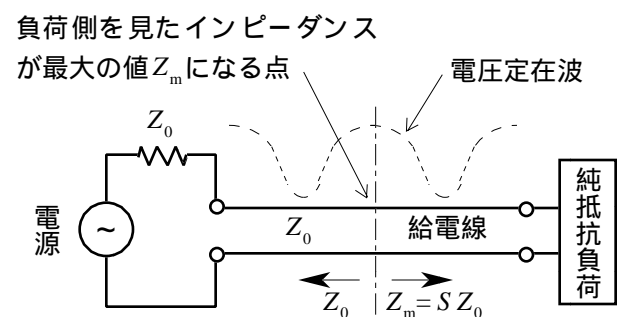 負荷側を見たインピーダンス
が最大の値Zmになる点
電圧定在波
Z0
電源
~
Z0
給電線
純抵抗負荷
Z0
Zm= S Z0